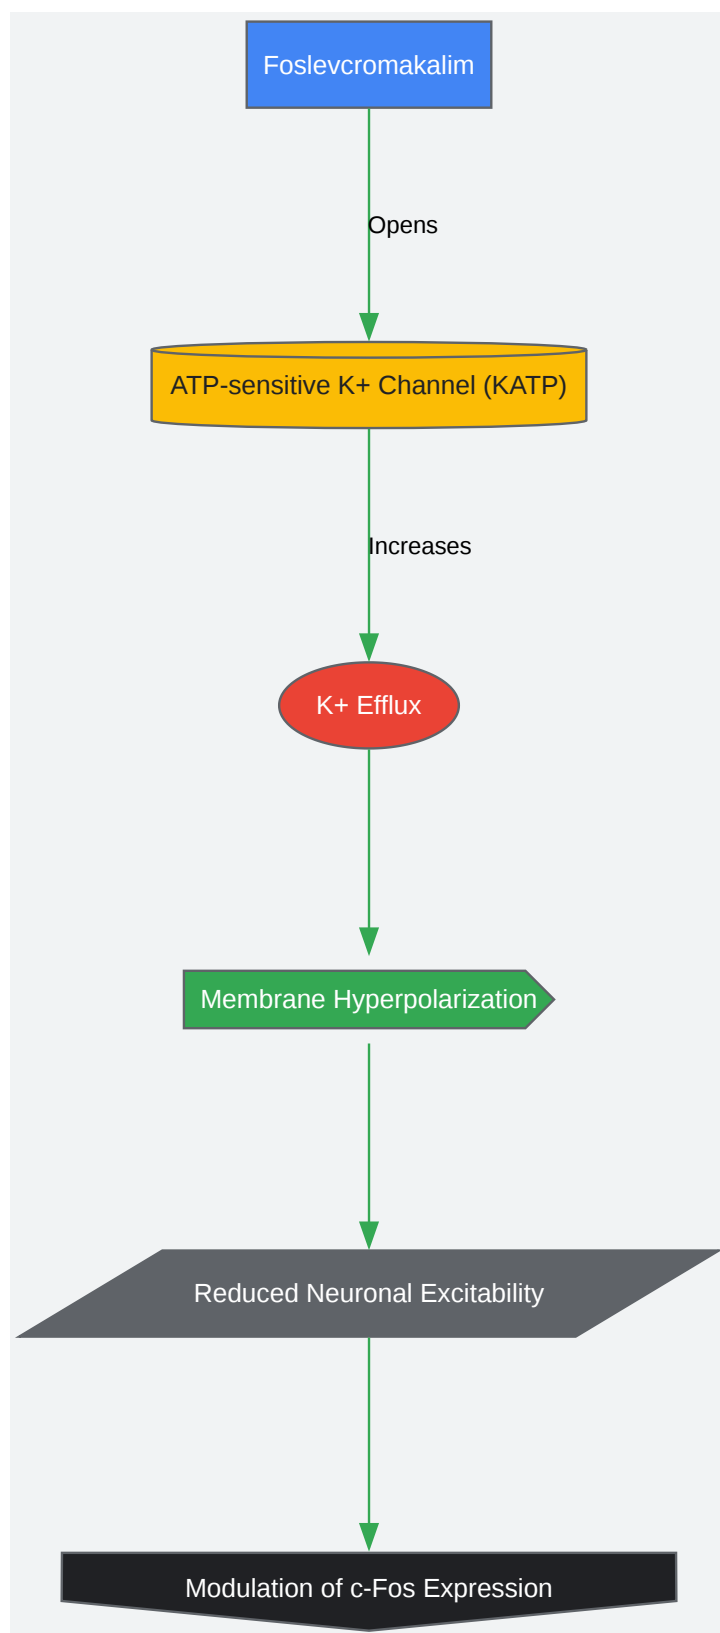 Foslevcromakalim
Opens
ATP-sensitive K+ Channel (KATP)
Increases
K+ Efflux
Membrane Hyperpolarization
Reduced Neuronal Excitability
Modulation of c-Fos Expression